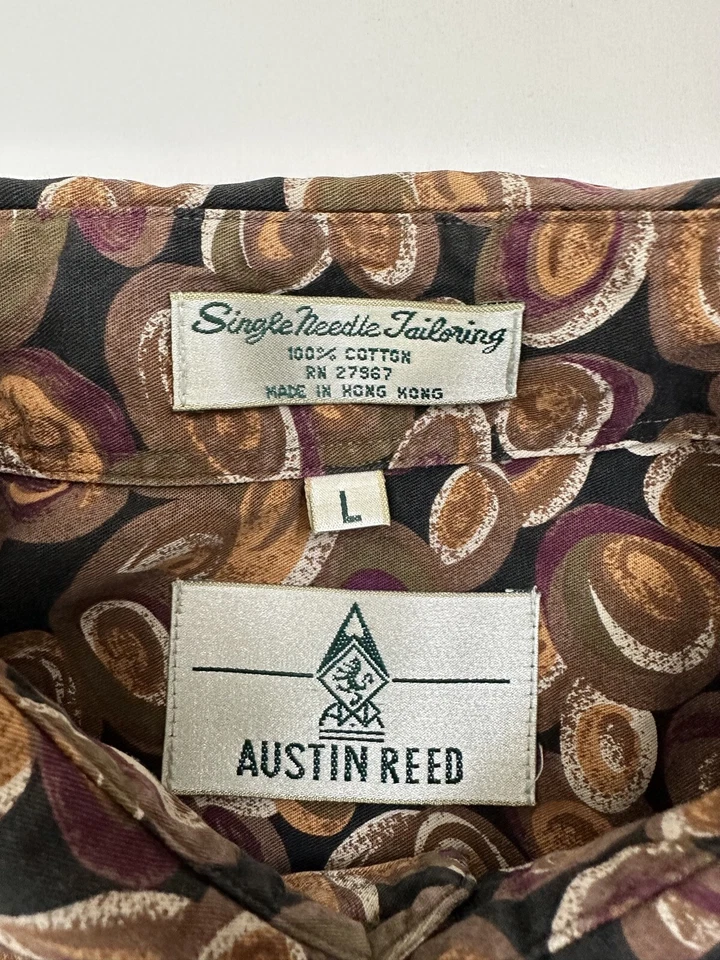 Single Needle Tailoring
100% COTTON
RN 27967
MADE IN HONG KONG
L
AUSTIN REED